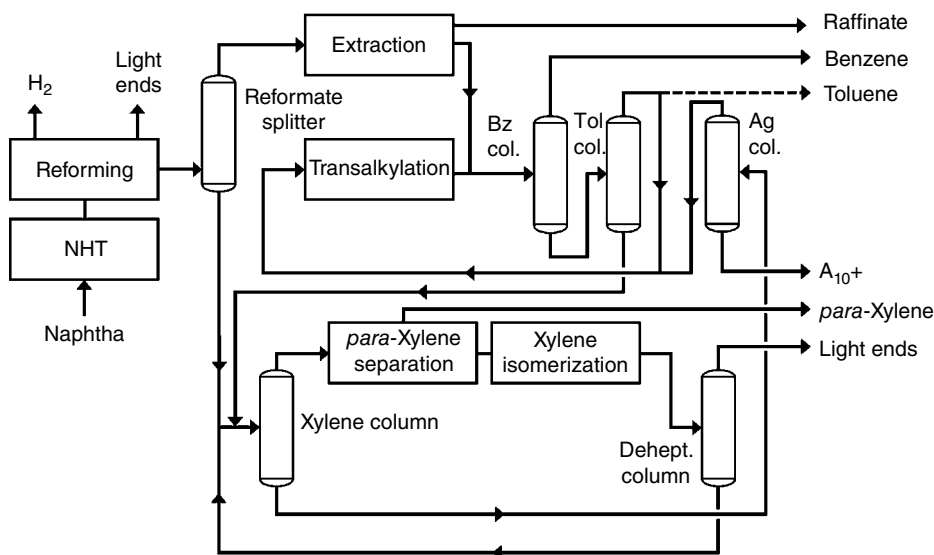 Raffinate
Extraction
Benzene
Light
ends
H₂
Toluene
Reformate
splitter
Bz
col.
Tol
col.
Ag
col.
Reforming
Transalkylation
NHT
A₁₀+
Naphtha
para-Xylene
para-Xylene
separation
Xylene
isomerization
Light ends
Xylene column
Dehept.
column